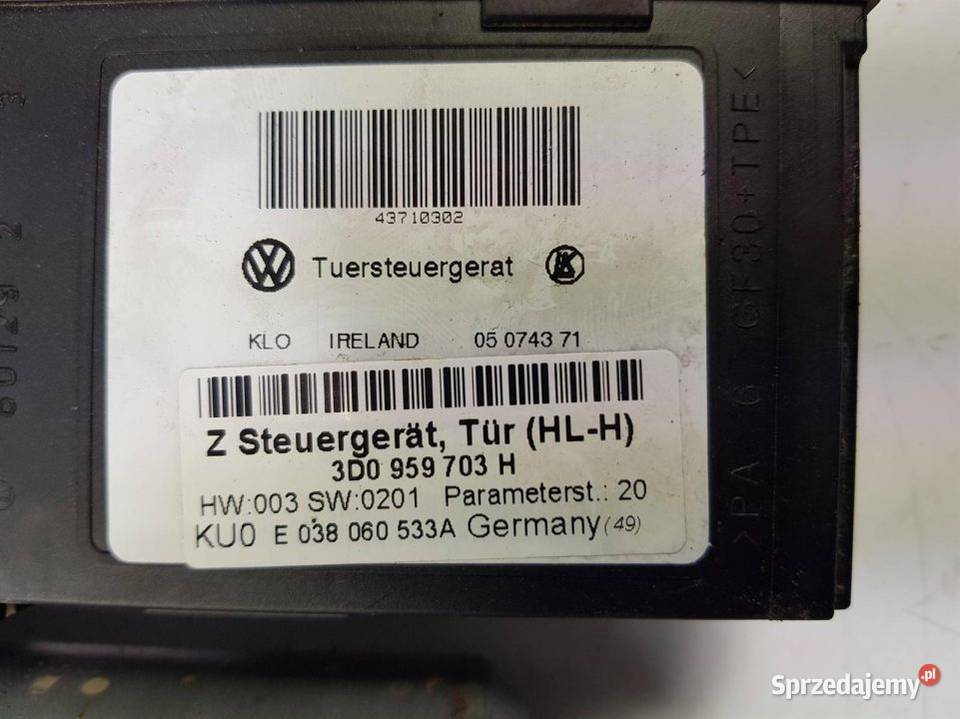 43710302
Tuersteuergerat
KLO IRELAND 05 0743 71
Z Steuergerät, Tür (HL-H)
3D0 959 703 H
HW:003 SW:0201 Parameterst.: 20
KU0 E 038 060 533A Germany (49)
>PA 6 GF30+TPE<
Sprzedajemy.pl